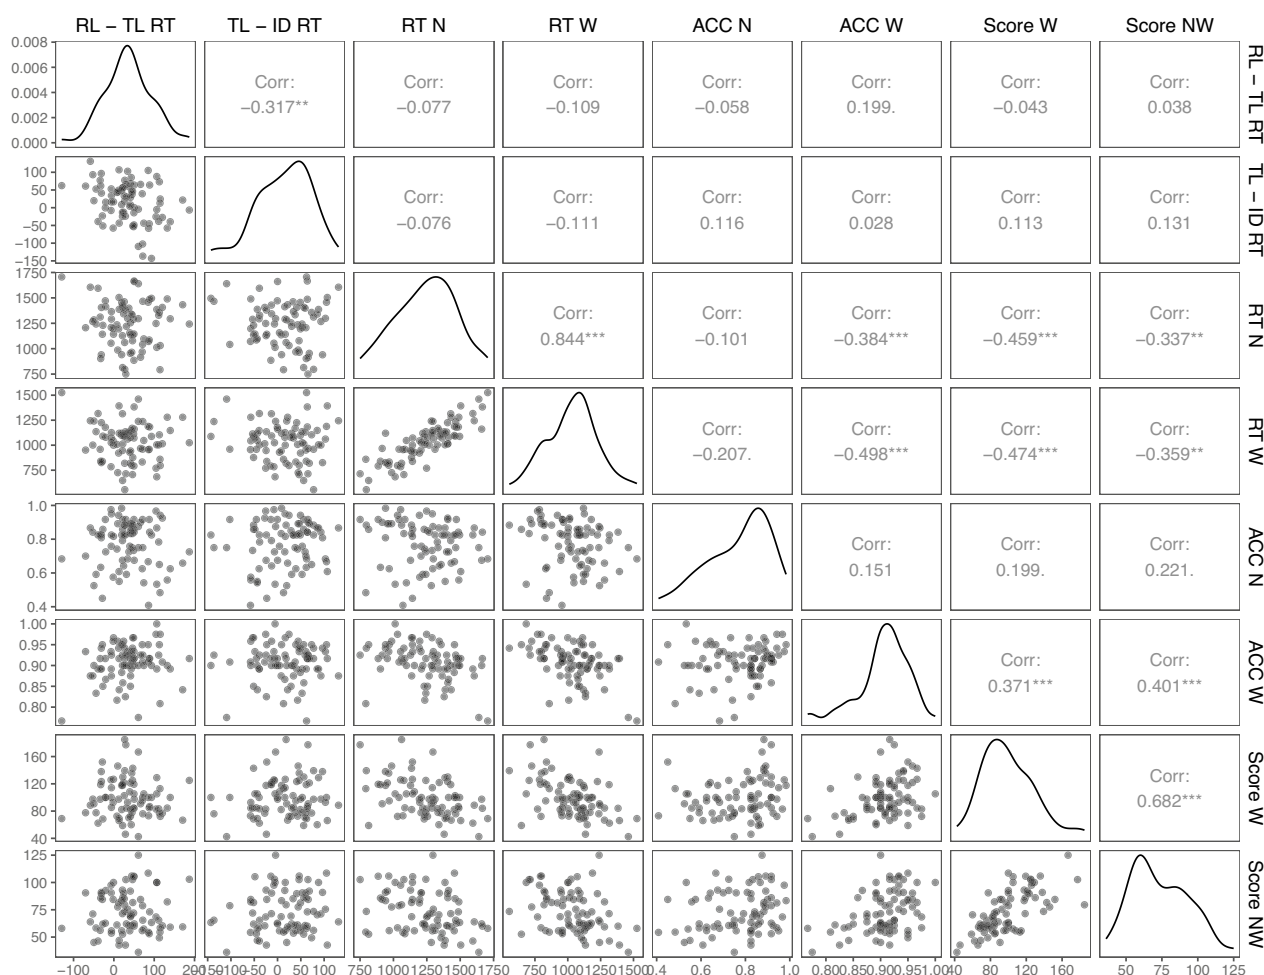 RL − TL RT TL − ID RT RT N RT W ACC N ACC W Score W Score NW
0.008
0.006
0.004
0.002
0.000
Corr: Corr: Corr: Corr: Corr: Corr: Corr:
−0.317** −0.077 −0.109 −0.058 0.199. −0.043 0.038
RL − TL RT
100
50
0
−50
−100
−150
Corr: Corr: Corr: Corr: Corr: Corr:
−0.076 −0.111 0.116 0.028 0.113 0.131
TL − ID RT
1750
1500
1250
1000
750
Corr: Corr: Corr: Corr: Corr:
0.844*** −0.101 −0.384*** −0.459*** −0.337**
RT N
1500
1250
1000
750
Corr: Corr: Corr: Corr:
−0.207. −0.498*** −0.474*** −0.359**
RT W
1.0
0.8
0.6
0.4
Corr: Corr: Corr:
0.151 0.199. 0.221.
ACC N
1.00
0.95
0.90
0.85
0.80
Corr: Corr:
0.371*** 0.401***
ACC W
160
120
80
40
Corr:
0.682***
Score W
125
100
75
50
Score NW
−100 0 100 200 −150 −100 −50 0 50 100 750 1000 1250 1500 1750 750 1000 1250 1500 0.4 0.6 0.8 1.0 0.80 0.85 0.90 0.95 1.00 40 80 120 160 50 75 100 125